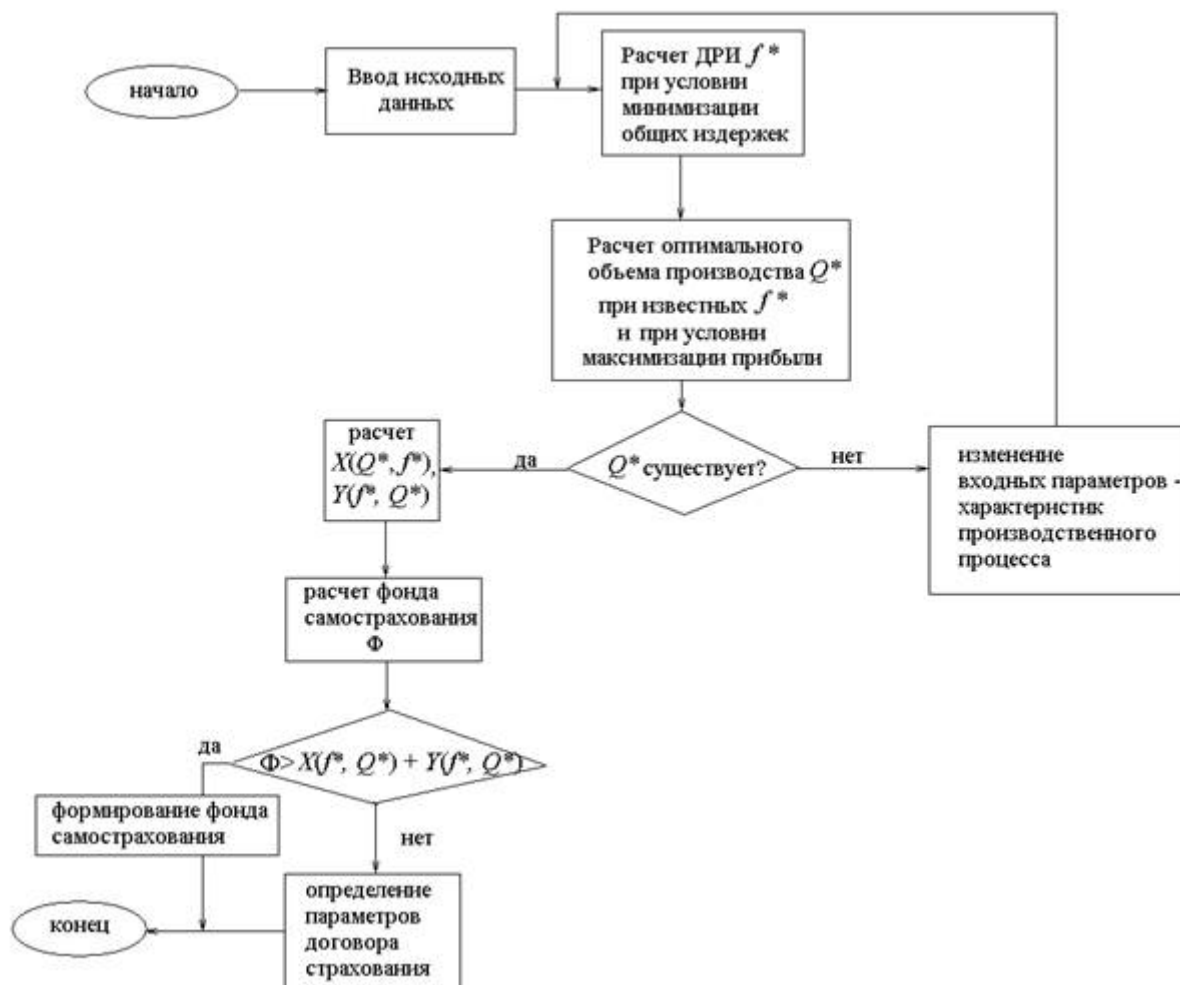 начало
Ввод исходных
данных
Расчет ДРИ f *
при условии
минимизации
общих издержек
Расчет оптимального
объема производства Q*
при известных f *
и при условии
максимизации прибыли
Q* существует?
да
нет
изменение
входных параметров -
характеристик
производственного
процесса
расчет
X(Q*, f*),
Y(f*, Q*)
расчет фонда
самострахования
Ф
Ф> X(f*, Q*) + Y(f*, Q*)
да
нет
формирование фонда
самострахования
определение
параметров
договора
страхования
конец